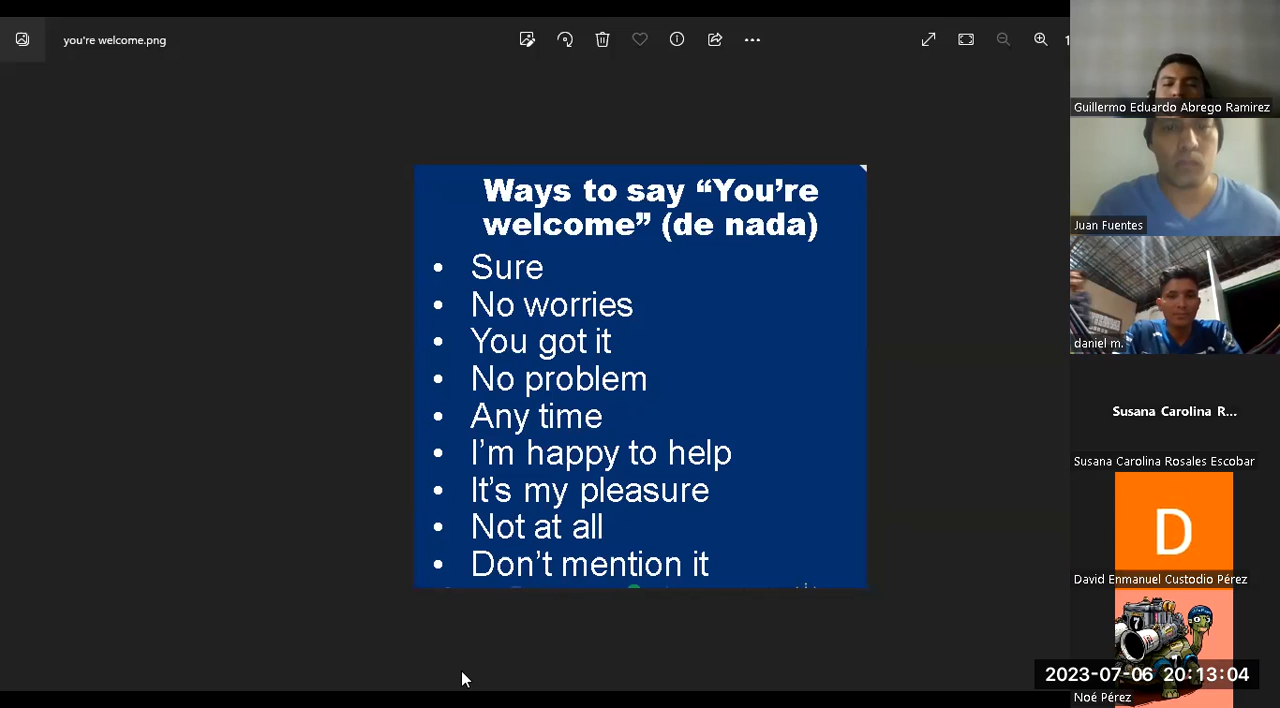 you're welcome.png
1
Ways to say “You’re
welcome” (de nada)
• Sure
• No worries
• You got it
• No problem
• Any time
• I’m happy to help
• It’s my pleasure
• Not at all
• Don’t mention it
Guillermo Eduardo Abrego Ramirez
Juan Fuentes
daniel m.
Susana Carolina R...
Susana Carolina Rosales Escobar
D
David Enmanuel Custodio Pérez
7
2023-07-06 20:13:04
Noé Pérez